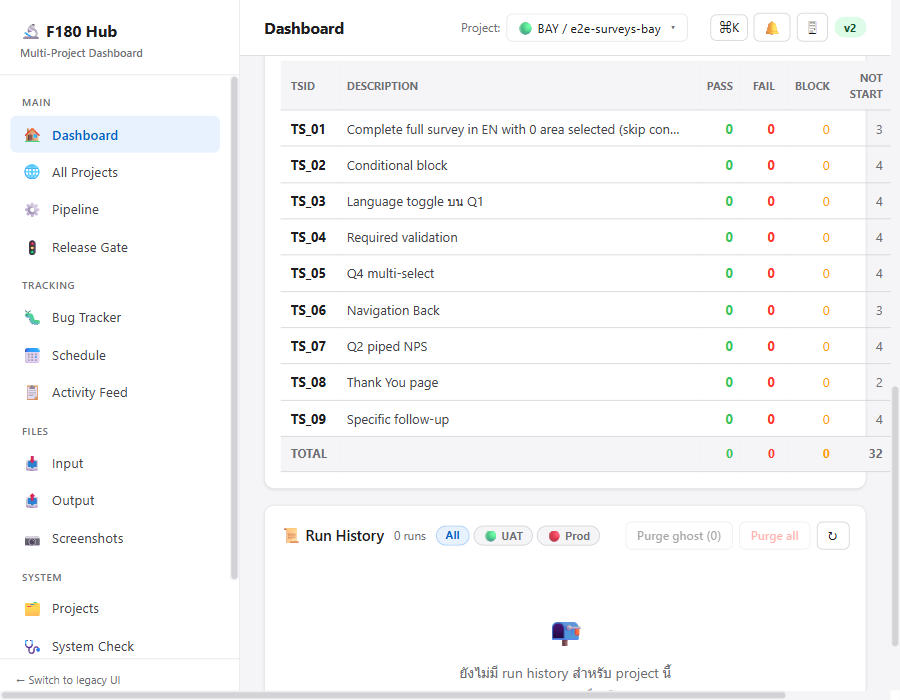 F180 Hub
Multi-Project Dashboard
MAIN
Dashboard
All Projects
Pipeline
Release Gate
TRACKING
Bug Tracker
Schedule
Activity Feed
FILES
Input
Output
Screenshots
SYSTEM
Projects
System Check
← Switch to legacy UI
Dashboard
Project: BAY / e2e-surveys-bay
⌘K
v2
TSID DESCRIPTION PASS FAIL BLOCK NOT START
TS_01 Complete full survey in EN with 0 area selected (skip con... 0 0 0 3
TS_02 Conditional block 0 0 0 4
TS_03 Language toggle บน Q1 0 0 0 4
TS_04 Required validation 0 0 0 4
TS_05 Q4 multi-select 0 0 0 4
TS_06 Navigation Back 0 0 0 3
TS_07 Q2 piped NPS 0 0 0 4
TS_08 Thank You page 0 0 0 2
TS_09 Specific follow-up 0 0 0 4
TOTAL 0 0 0 32
Run History 0 runs All UAT Prod Purge ghost (0) Purge all ↻
ยังไม่มี run history สำหรับ project นี้